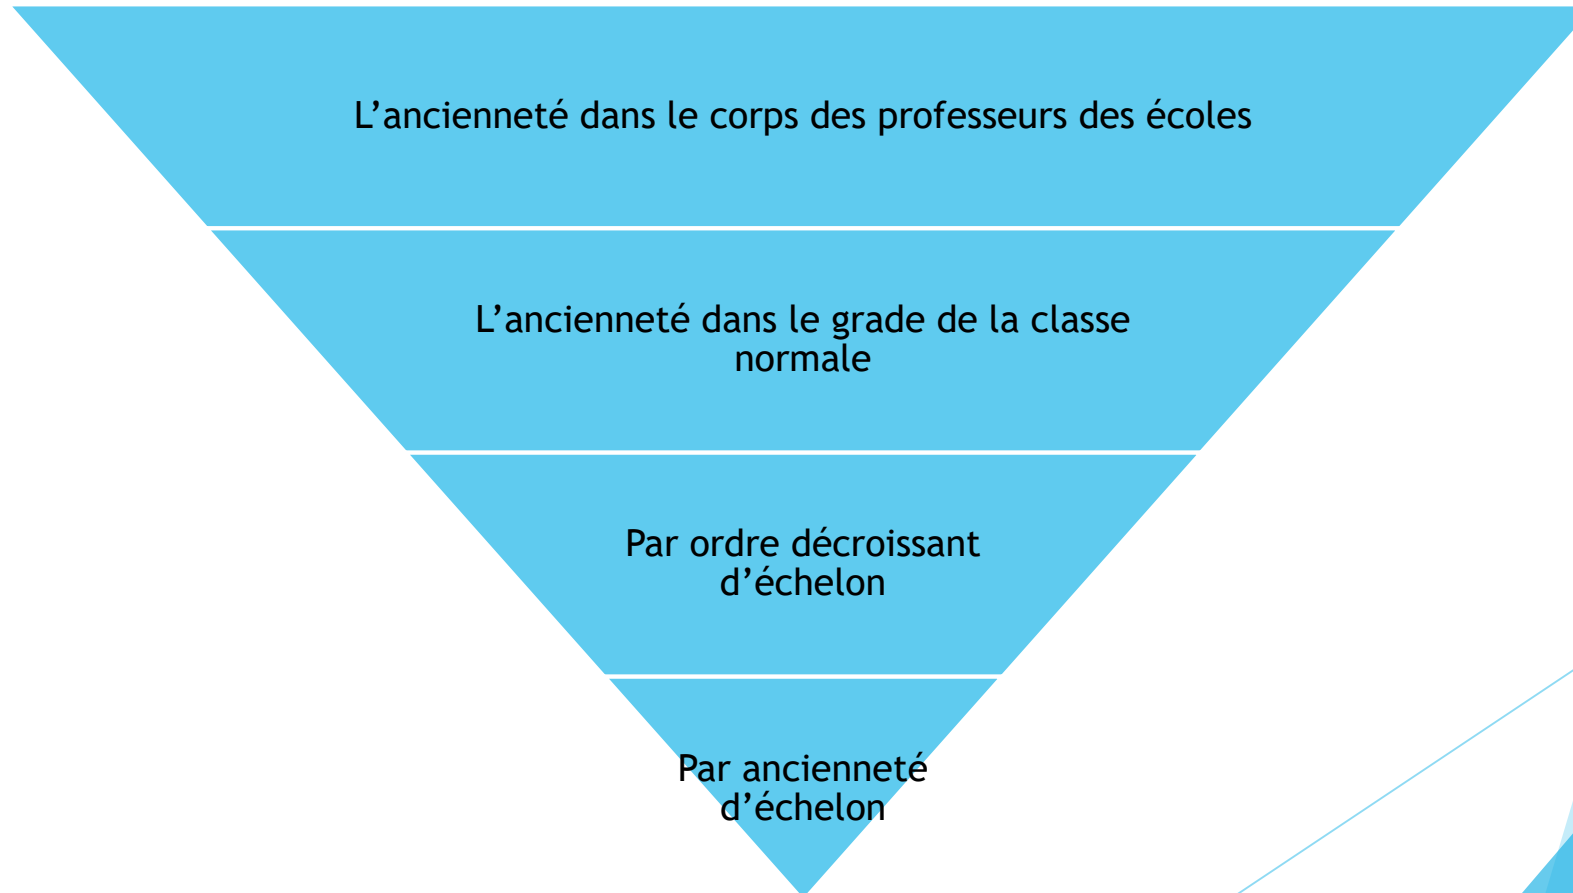 L’ancienneté dans le corps des professeurs des écoles
L’ancienneté dans le grade de la classe
normale
Par ordre décroissant
d’échelon
Par ancienneté
d’échelon